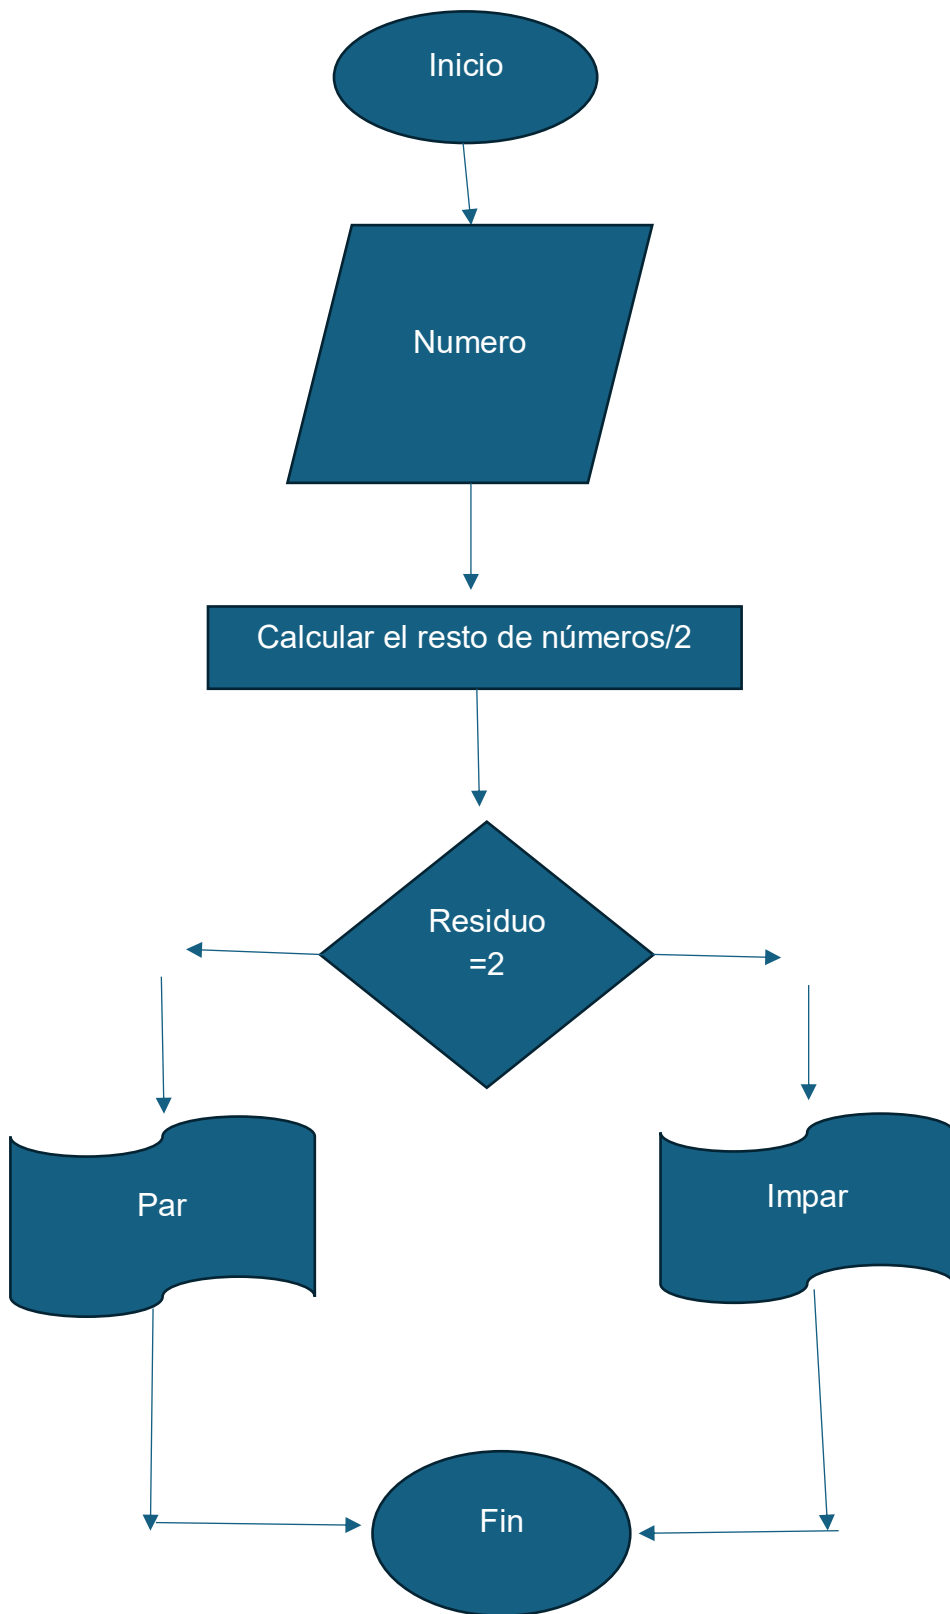 Inicio
Numero
Calcular el resto de números/2
Residuo
=2
Par
Impar
Fin